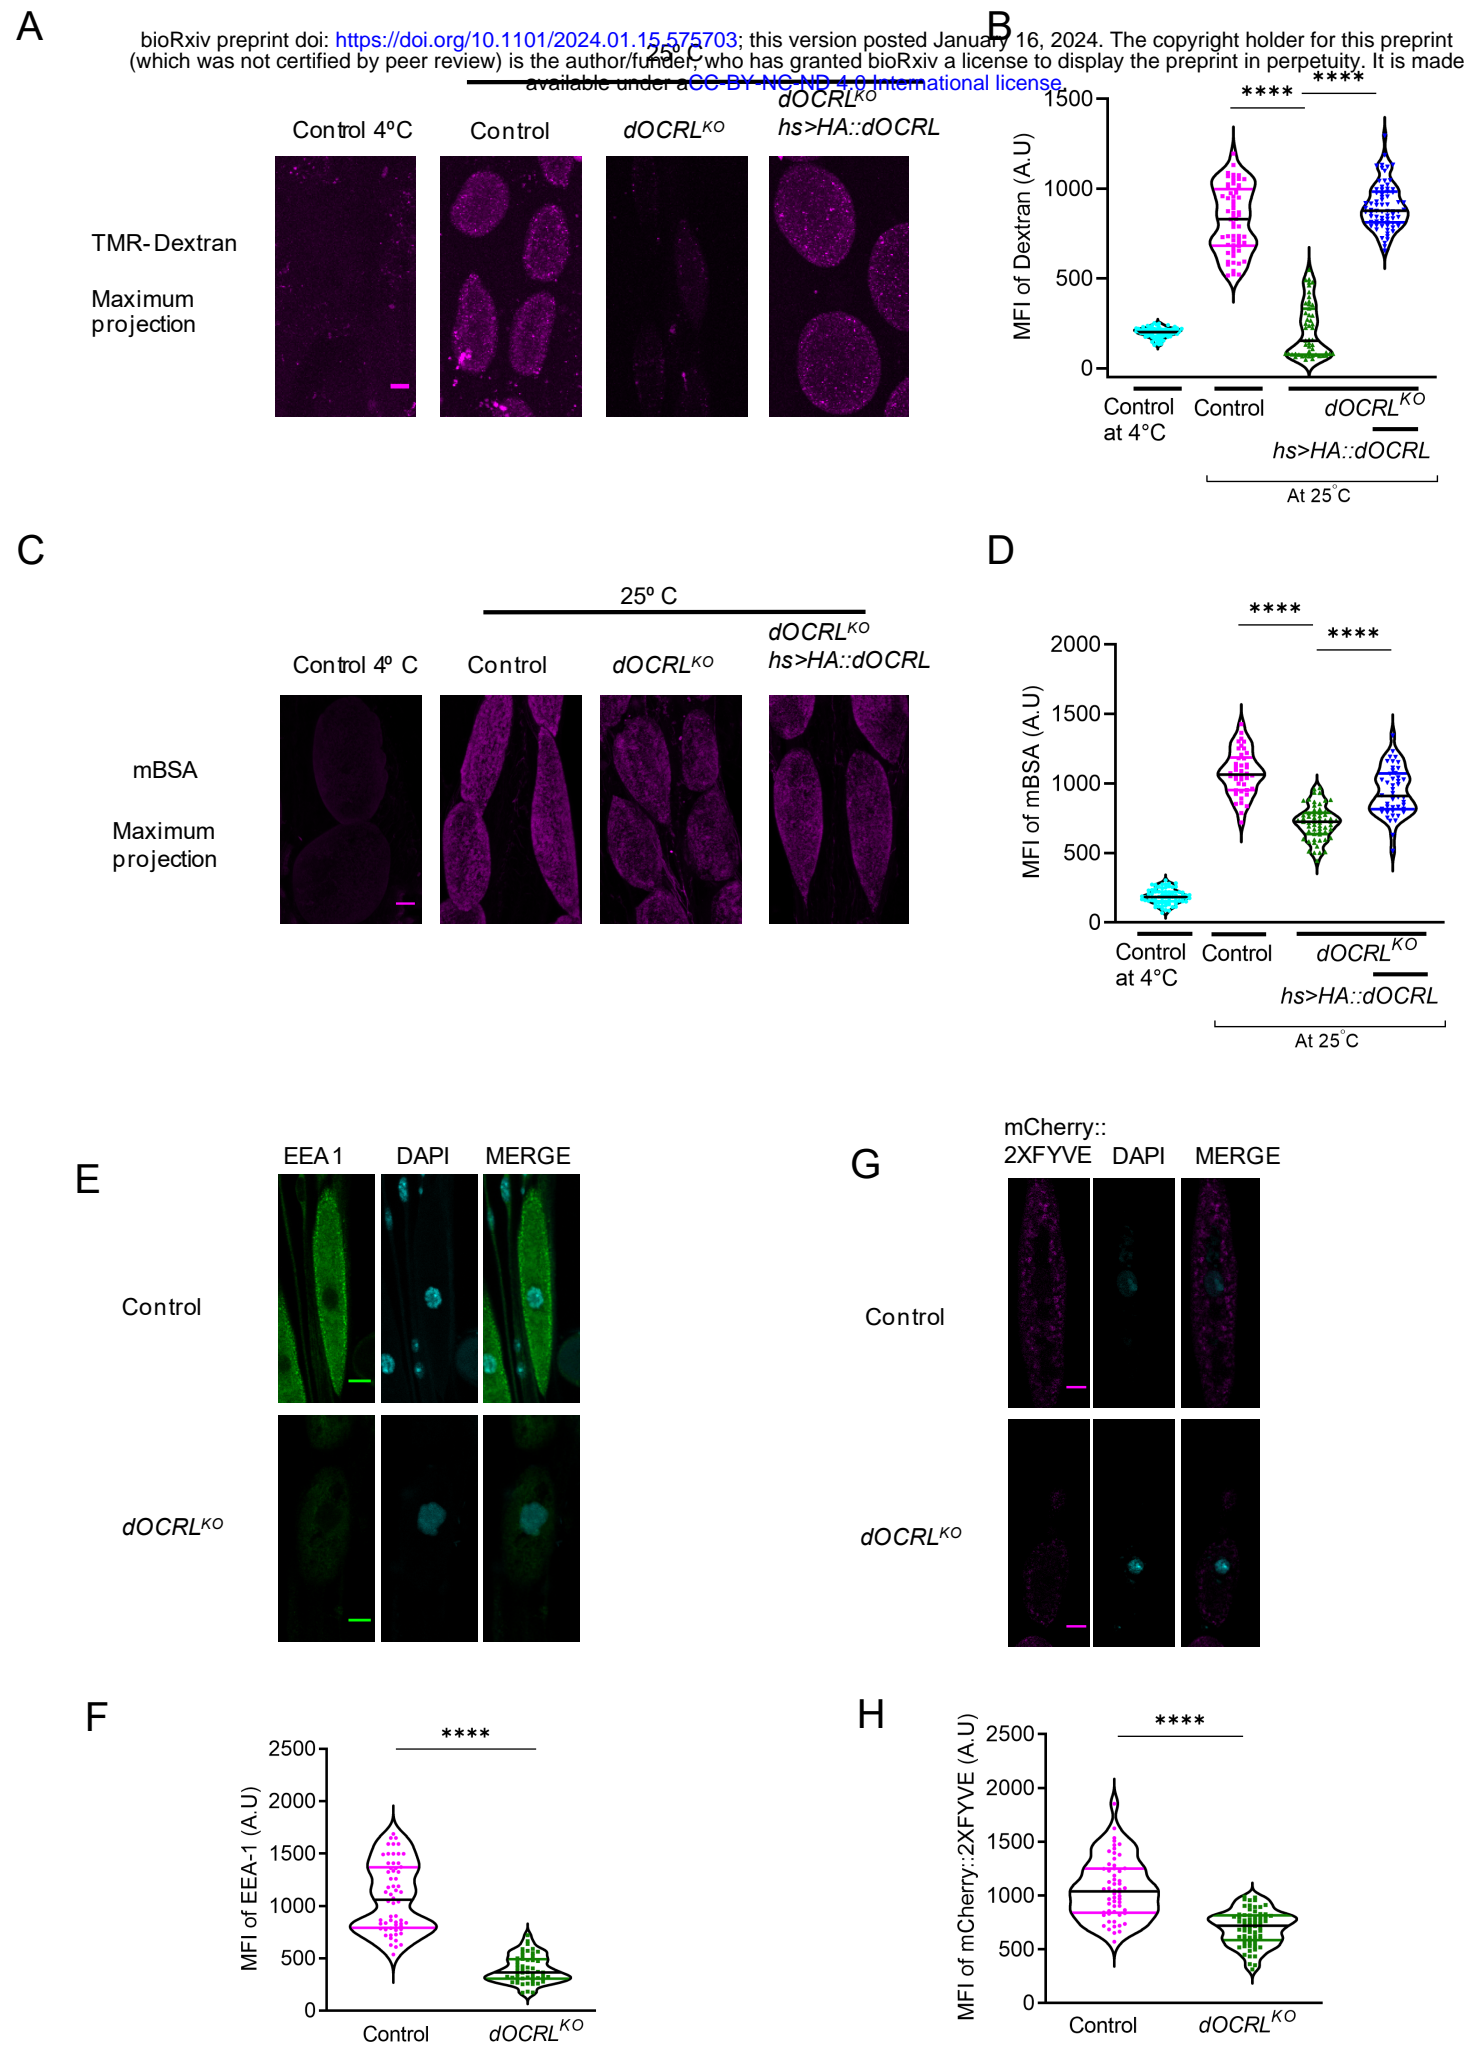 A
B
bioRxiv preprint doi: https://doi.org/10.1101/2024.01.15.575703; this version posted January 16, 2024. The copyright holder for this preprint
(which was not certified by peer review) is the author/funder, who has granted bioRxiv a license to display the preprint in perpetuity. It is made
available under aCC-BY-NC-ND 4.0 International license.
25º C
Control 4ºC
Control
dOCRLᴷᴼ
dOCRLᴷᴼ
hs>HA::dOCRL
TMR-Dextran
Maximum
projection
**** ****
MFI of Dextran (A.U)
1500
1000
500
0
Control
at 4°C
Control
dOCRLᴷᴼ
hs>HA::dOCRL
At 25°C
C
25º C
Control 4º C
Control
dOCRLᴷᴼ
dOCRLᴷᴼ
hs>HA::dOCRL
mBSA
Maximum
projection
D
**** ****
MFI of mBSA (A.U)
2000
1500
1000
500
0
Control
at 4°C
Control
dOCRLᴷᴼ
hs>HA::dOCRL
At 25°C
E
EEA1 DAPI MERGE
Control
dOCRLᴷᴼ
G
mCherry::
2XFYVE DAPI MERGE
Control
dOCRLᴷᴼ
F
****
MFI of EEA-1 (A.U)
2500
2000
1500
1000
500
0
Control dOCRLᴷᴼ
H
****
MFI of mCherry::2XFYVE (A.U)
2500
2000
1500
1000
500
0
Control dOCRLᴷᴼ